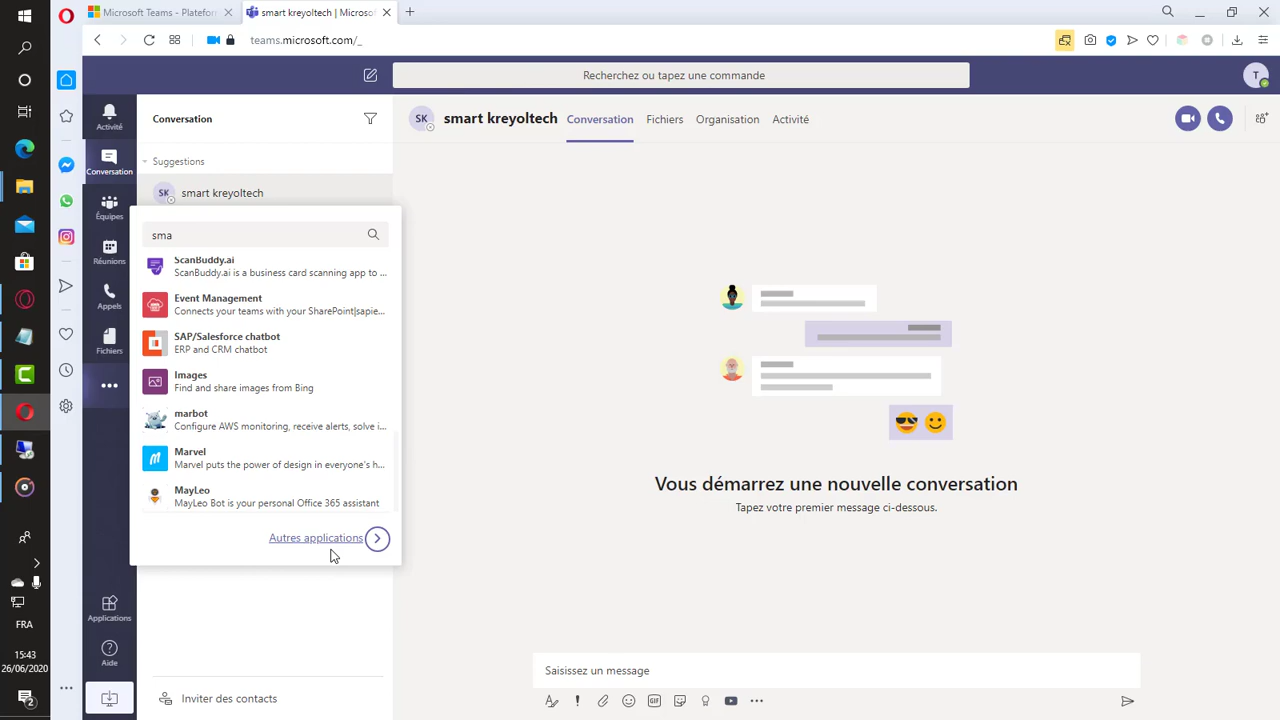 Microsoft Teams - Plateforn
smart kreyoltech | Microsof
teams.microsoft.com/_
Recherchez ou tapez une commande
T
Activité
Conversation
Équipes
Réunions
Appels
Fichiers
Applications
Aide
Conversation
Suggestions
SK smart kreyoltech
sma
ScanBuddy.ai
ScanBuddy.ai is a business card scanning app to ...
Event Management
Connects your teams with your SharePoint|sapie...
SAP/Salesforce chatbot
ERP and CRM chatbot
Images
Find and share images from Bing
marbot
Configure AWS monitoring, receive alerts, solve i...
Marvel
Marvel puts the power of design in everyone's h...
MayLeo
MayLeo Bot is your personal Office 365 assistant
Autres applications
Inviter des contacts
SK smart kreyoltech Conversation Fichiers Organisation Activité
Vous démarrez une nouvelle conversation
Tapez votre premier message ci-dessous.
Saisissez un message
GIF
FRA
15:43
26/06/2020
2